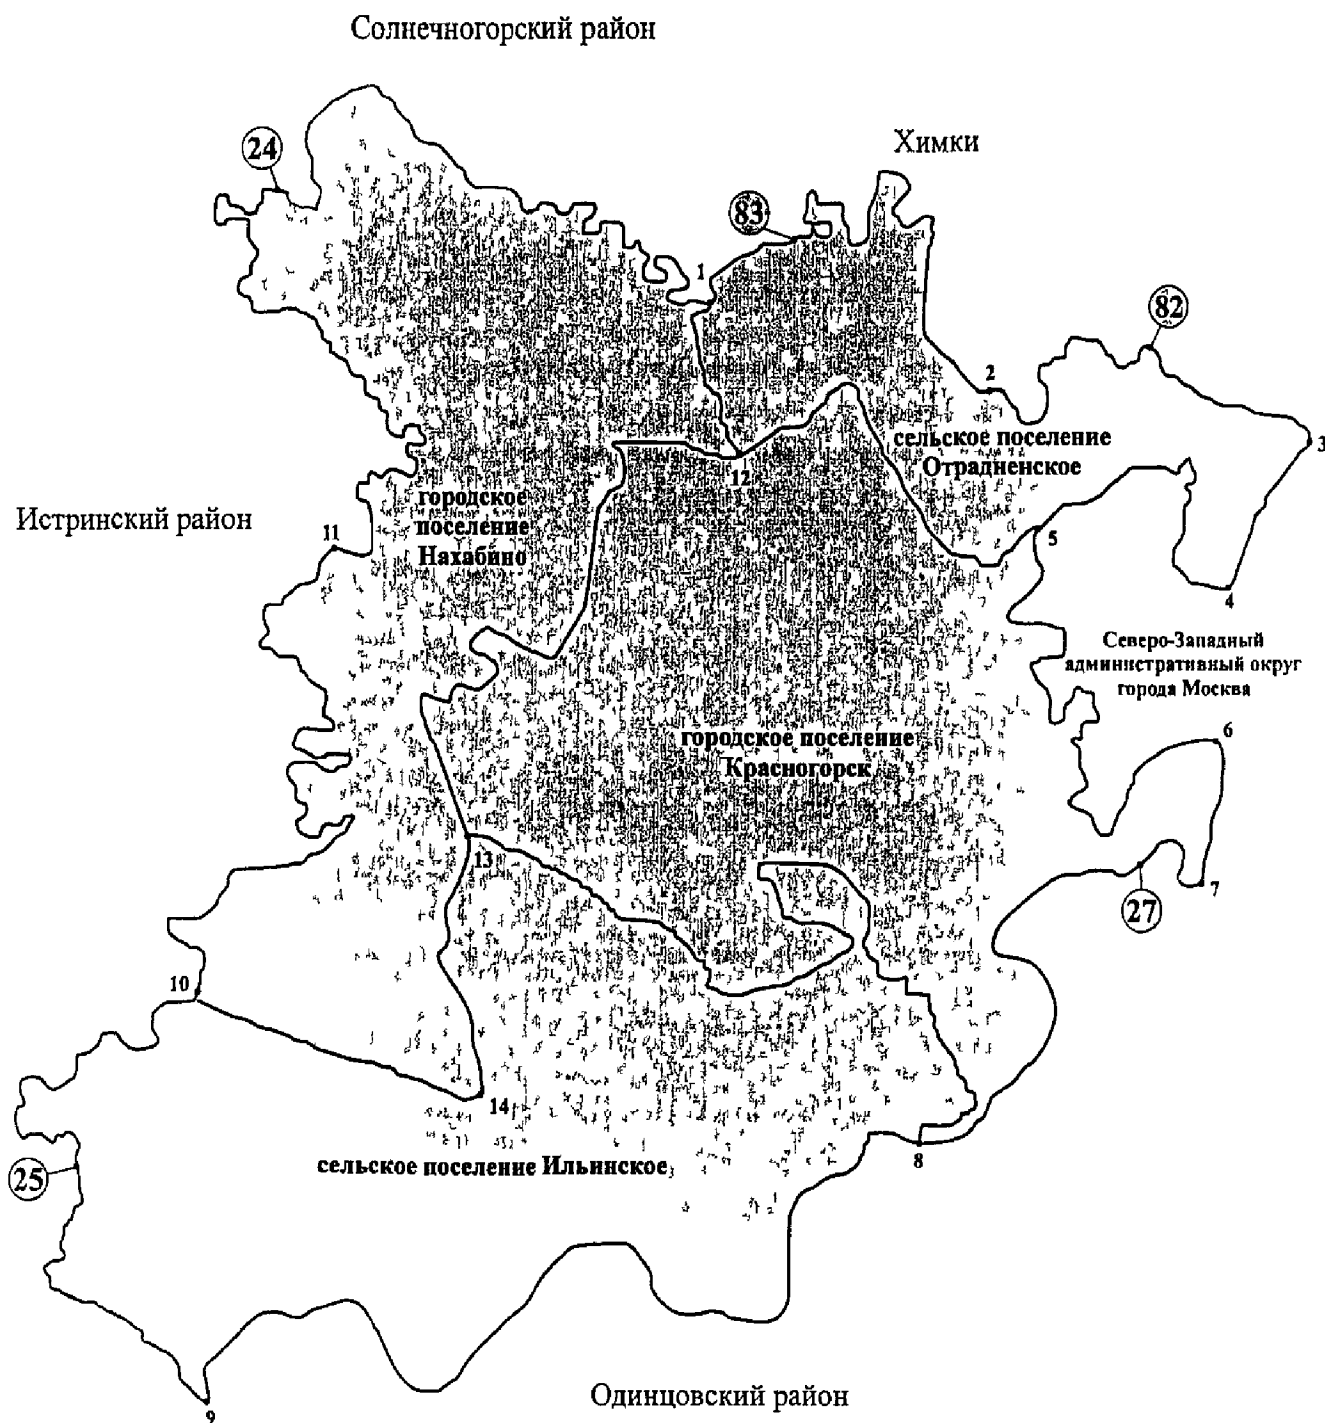 Солнечногорский район
Химки
24
83
1
82
2
сельское поселение
Отрадненское
3
12
городское
поселение
Нахабино
Истринский район
11
5
4
Северо-Западный
административный округ
города Москва
6
городское поселение
Красногорск
13
7
27
10
14
8
сельское поселение Ильинское
25
Одинцовский район
9